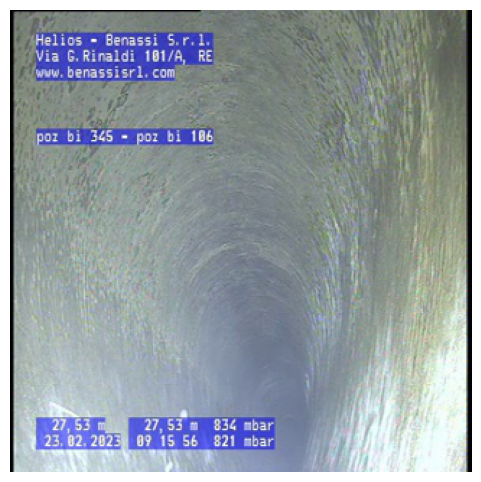 Helios - Benassi S.r.l.
Via G.Rinaldi 101/A, RE
www.benassisrl.com
poz bi 345 - poz bi 106
27,53 m 27,53 m 834 mbar
23.02.2023 09 15 56 821 mbar